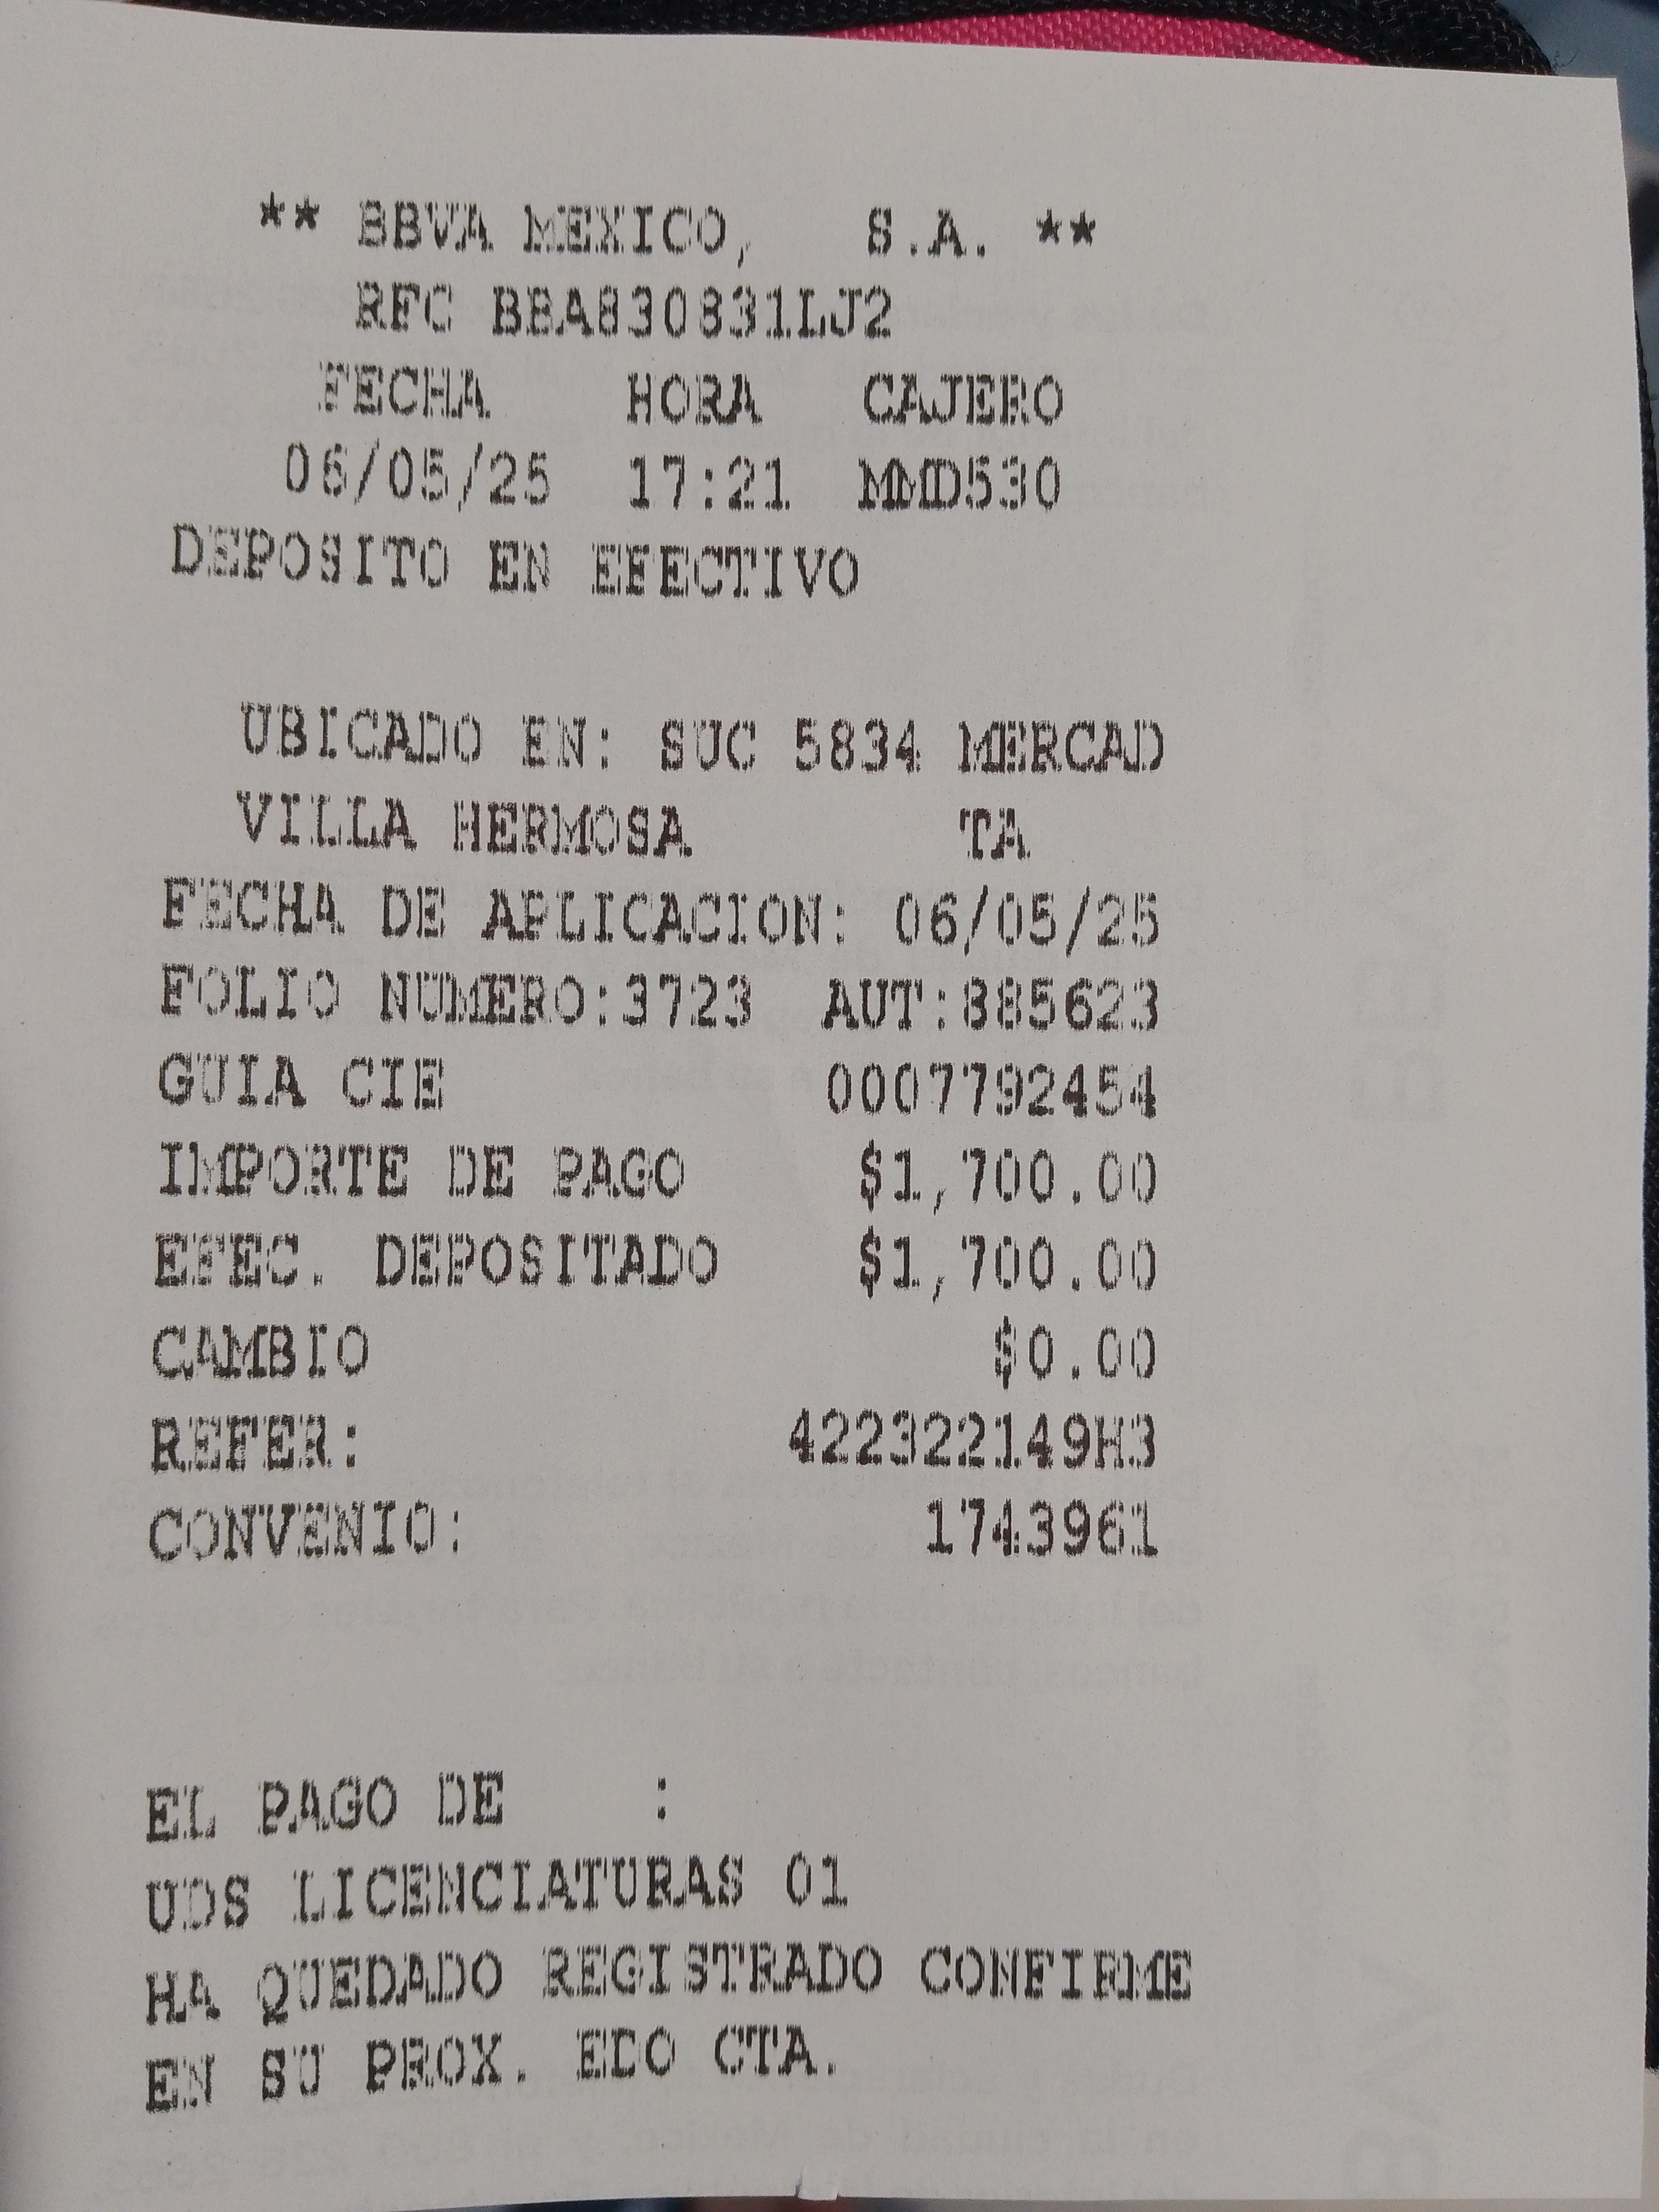 ** BBVA MEXICO, S.A. **
RFC BBA830831LJ2
FECHA HORA CAJERO
06/05/25 17:21 MMD530
DEPOSITO EN EFECTIVO
UBICADO EN: SUC 5834 MERCAD
VILLA HERMOSA TA
FECHA DE APLICACION: 06/05/25
FOLIO NUMERO:3723 AUT:885623
GUIA CIE 0007792454
IMPORTE DE PAGO $1,700.00
EFEC. DEPOSITADO $1,700.00
CAMBIO $0.00
REFER: 422322149H3
CONVENIO: 1743961
EL PAGO DE :
UDS LICENCIATURAS 01
HA QUEDADO REGISTRADO CONFIRME
EN SU PROX. EDO CTA.